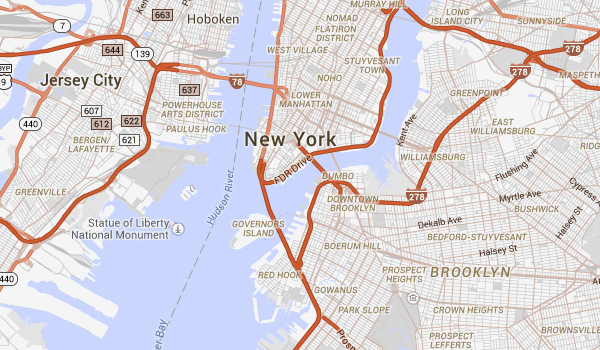 MURRAY HILL
LONG
ISLAND CITY
SUNNYSIDE
Hoboken
663
NOMAD
FLATIRON
DISTRICT
7
644
139
WEST VILLAGE
278
STUYVESANT
TOWN
278
MASPETH
BYP
9
Jersey City
78
NOHO
637
LOWER
MANHATTAN
GREENPOINT
POWERHOUSE
ARTS DISTRICT
607
612
622
440
621
PAULUS HOOK
EAST
WILLIAMSBURG
Kent Ave
New York
BERGEN/
LAFAYETTE
RIDG
WILLIAMSBURG
Flushing Ave
FDR Drive
DUMBO
GREENVILLE
Hudson River
278
Myrtle Ave
Cypress A
DOWNTOWN
BROOKLYN
BUSHWICK
Statue of Liberty
National Monument
GOVERNORS
ISLAND
Dekalb Ave
Halsey St
BEDFORD-STUYVESANT
BOERUM HILL
Halsey St
440
RED HOOK
PROSPECT
HEIGHTS
BROOKLYN
At
GOWANUS
PARK SLOPE
CROWN HEIGHTS
er-Bay
Prosp
PROSPECT
LEFFERTS
BROWNSVILLE